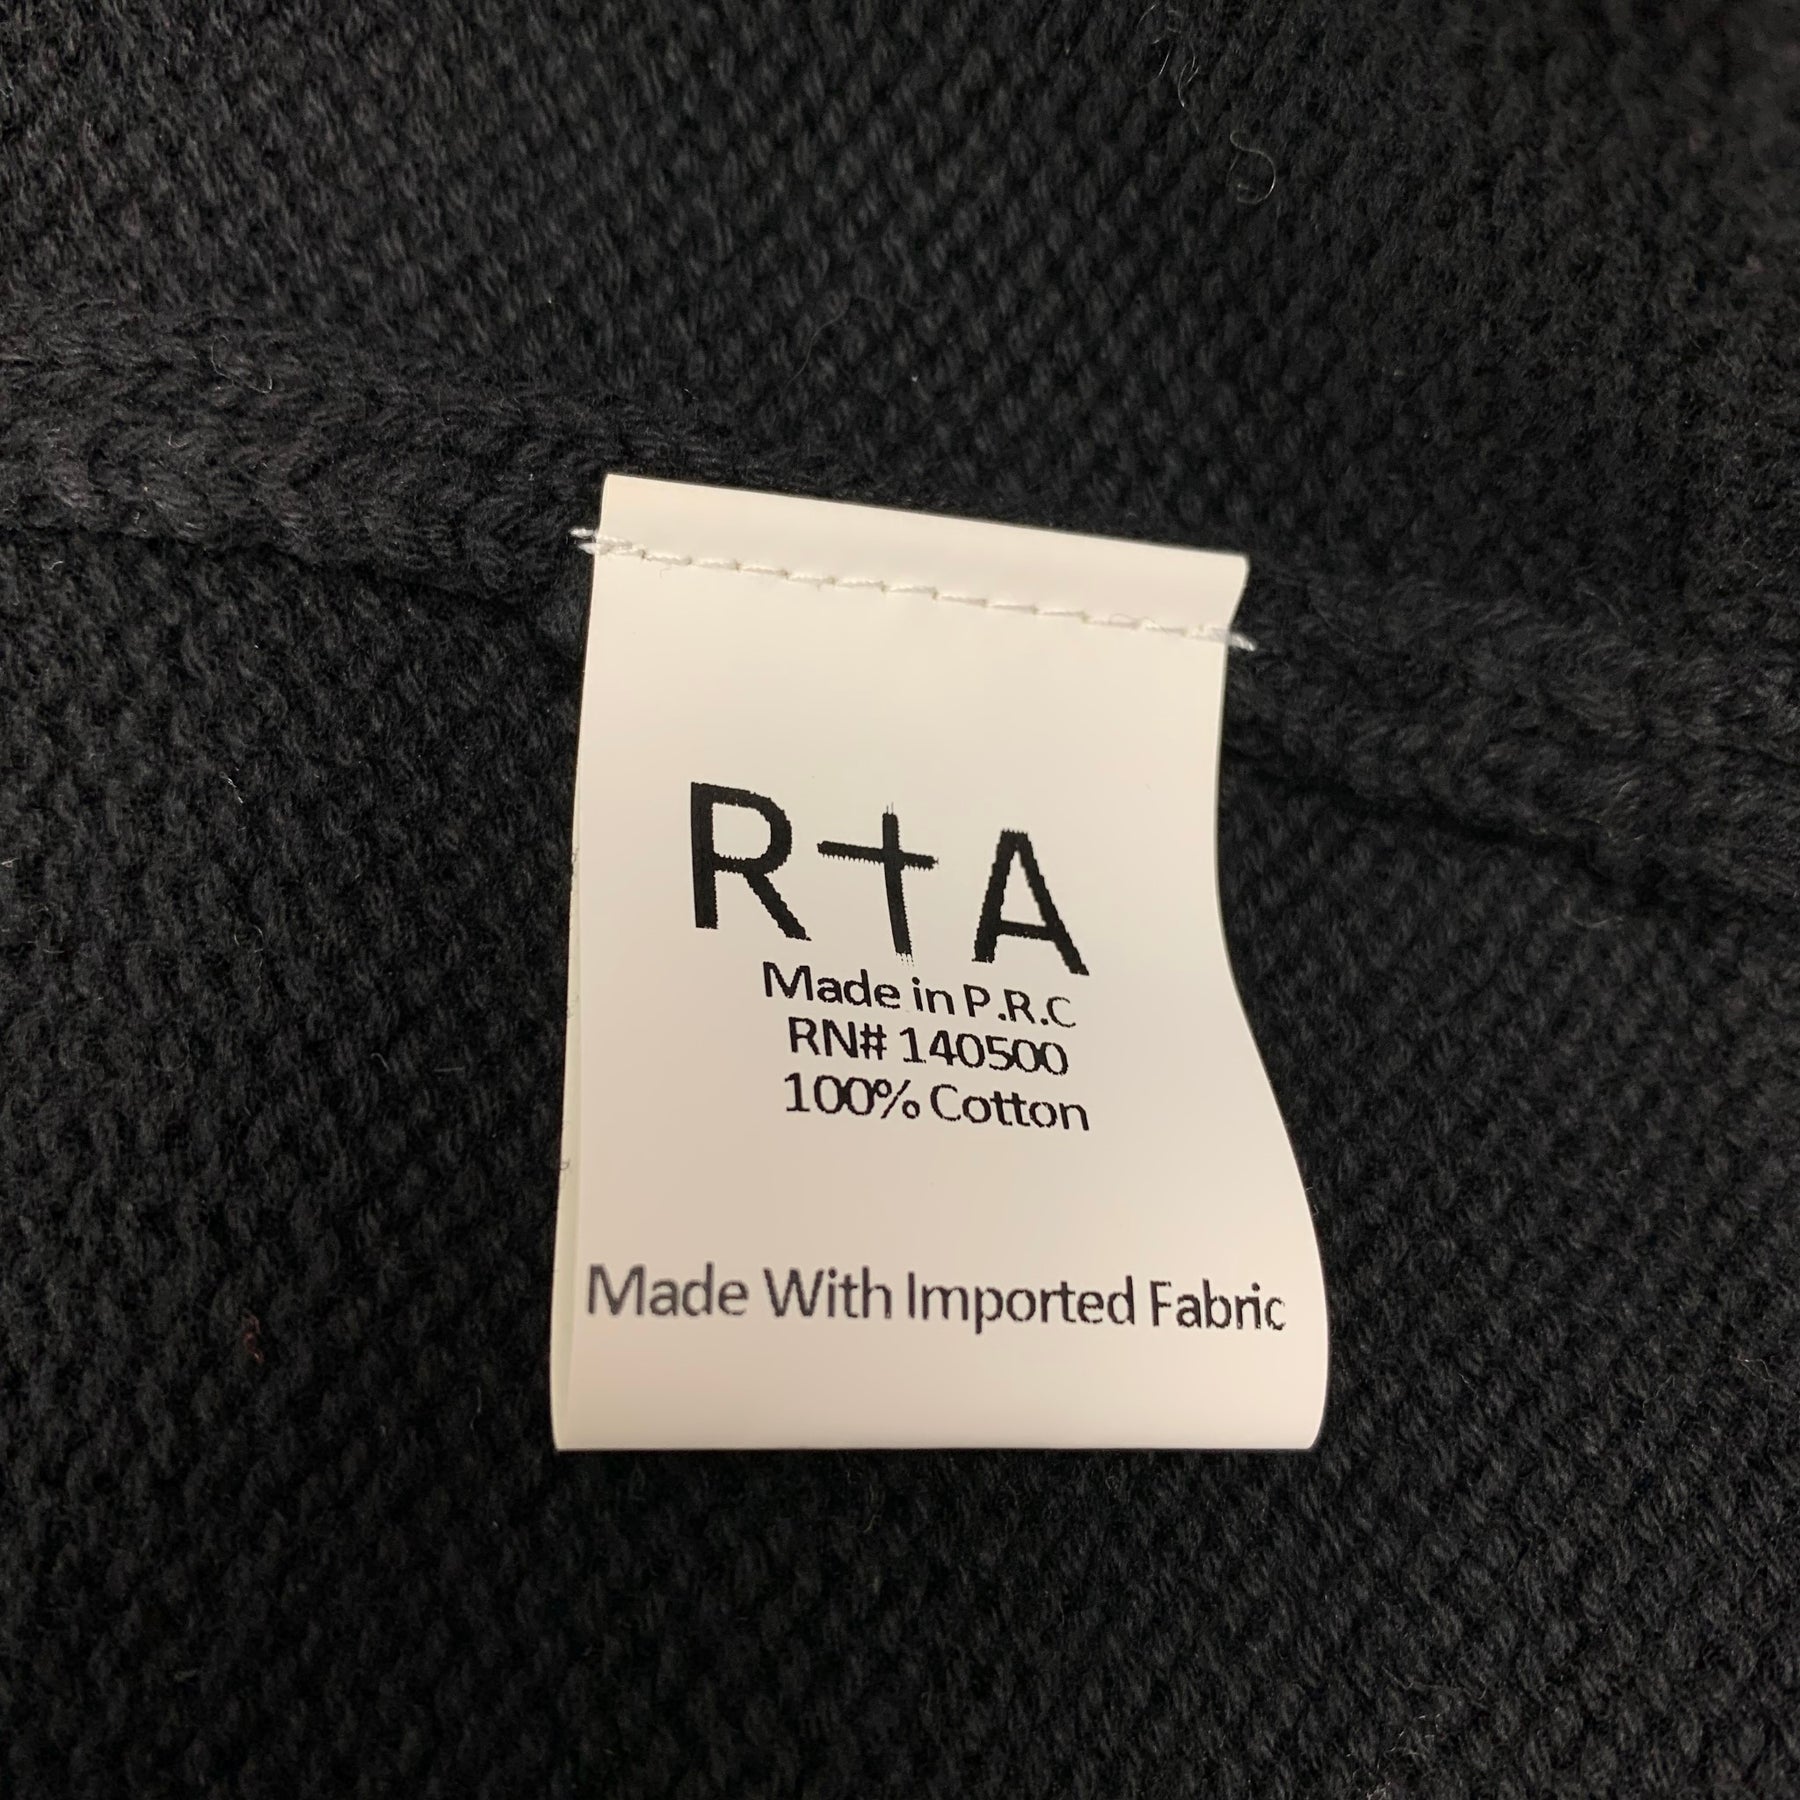 R†A
Made in P.R.C
RN# 140500
100% Cotton
Made With Imported Fabric